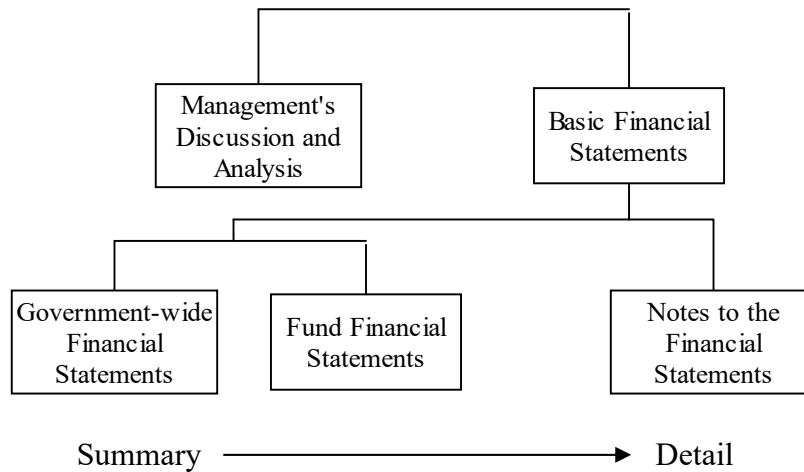 Management's
Discussion and
Analysis
Basic Financial
Statements
Government-wide
Financial
Statements
Fund Financial
Statements
Notes to the
Financial
Statements
Summary
Detail